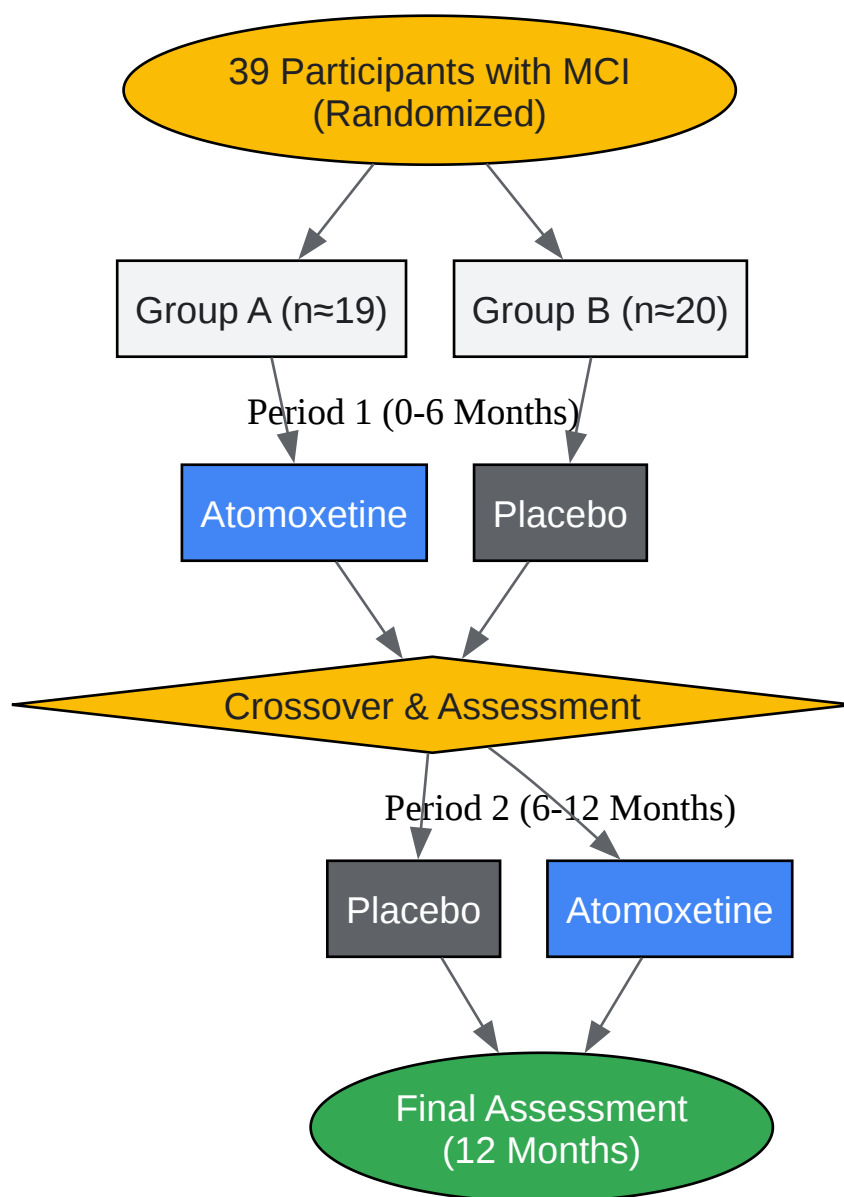 39 Participants with MCI
(Randomized)
Group A (n≈19)
Group B (n≈20)
Period 1 (0-6 Months)
Atomoxetine
Placebo
Crossover & Assessment
Period 2 (6-12 Months)
Placebo
Atomoxetine
Final Assessment
(12 Months)